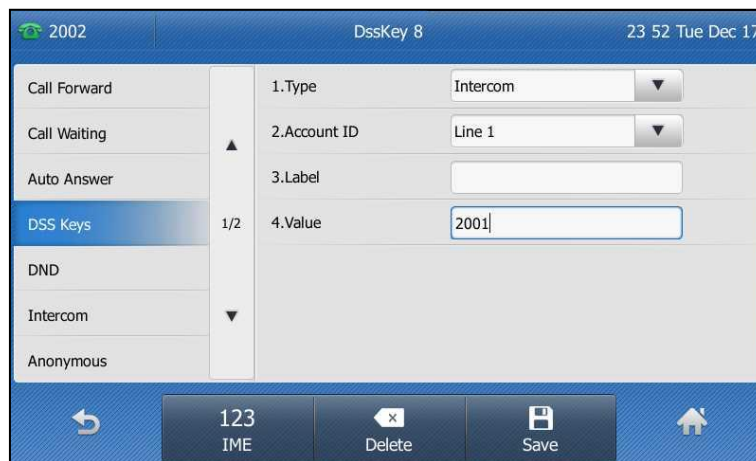 2002 DssKey 8 23 52 Tue Dec 17
Call Forward
Call Waiting
Auto Answer
DSS Keys
DND
Intercom
Anonymous
1/2
1.Type Intercom
2.Account ID Line 1
3.Label
4.Value 2001
123
IME
Delete
Save